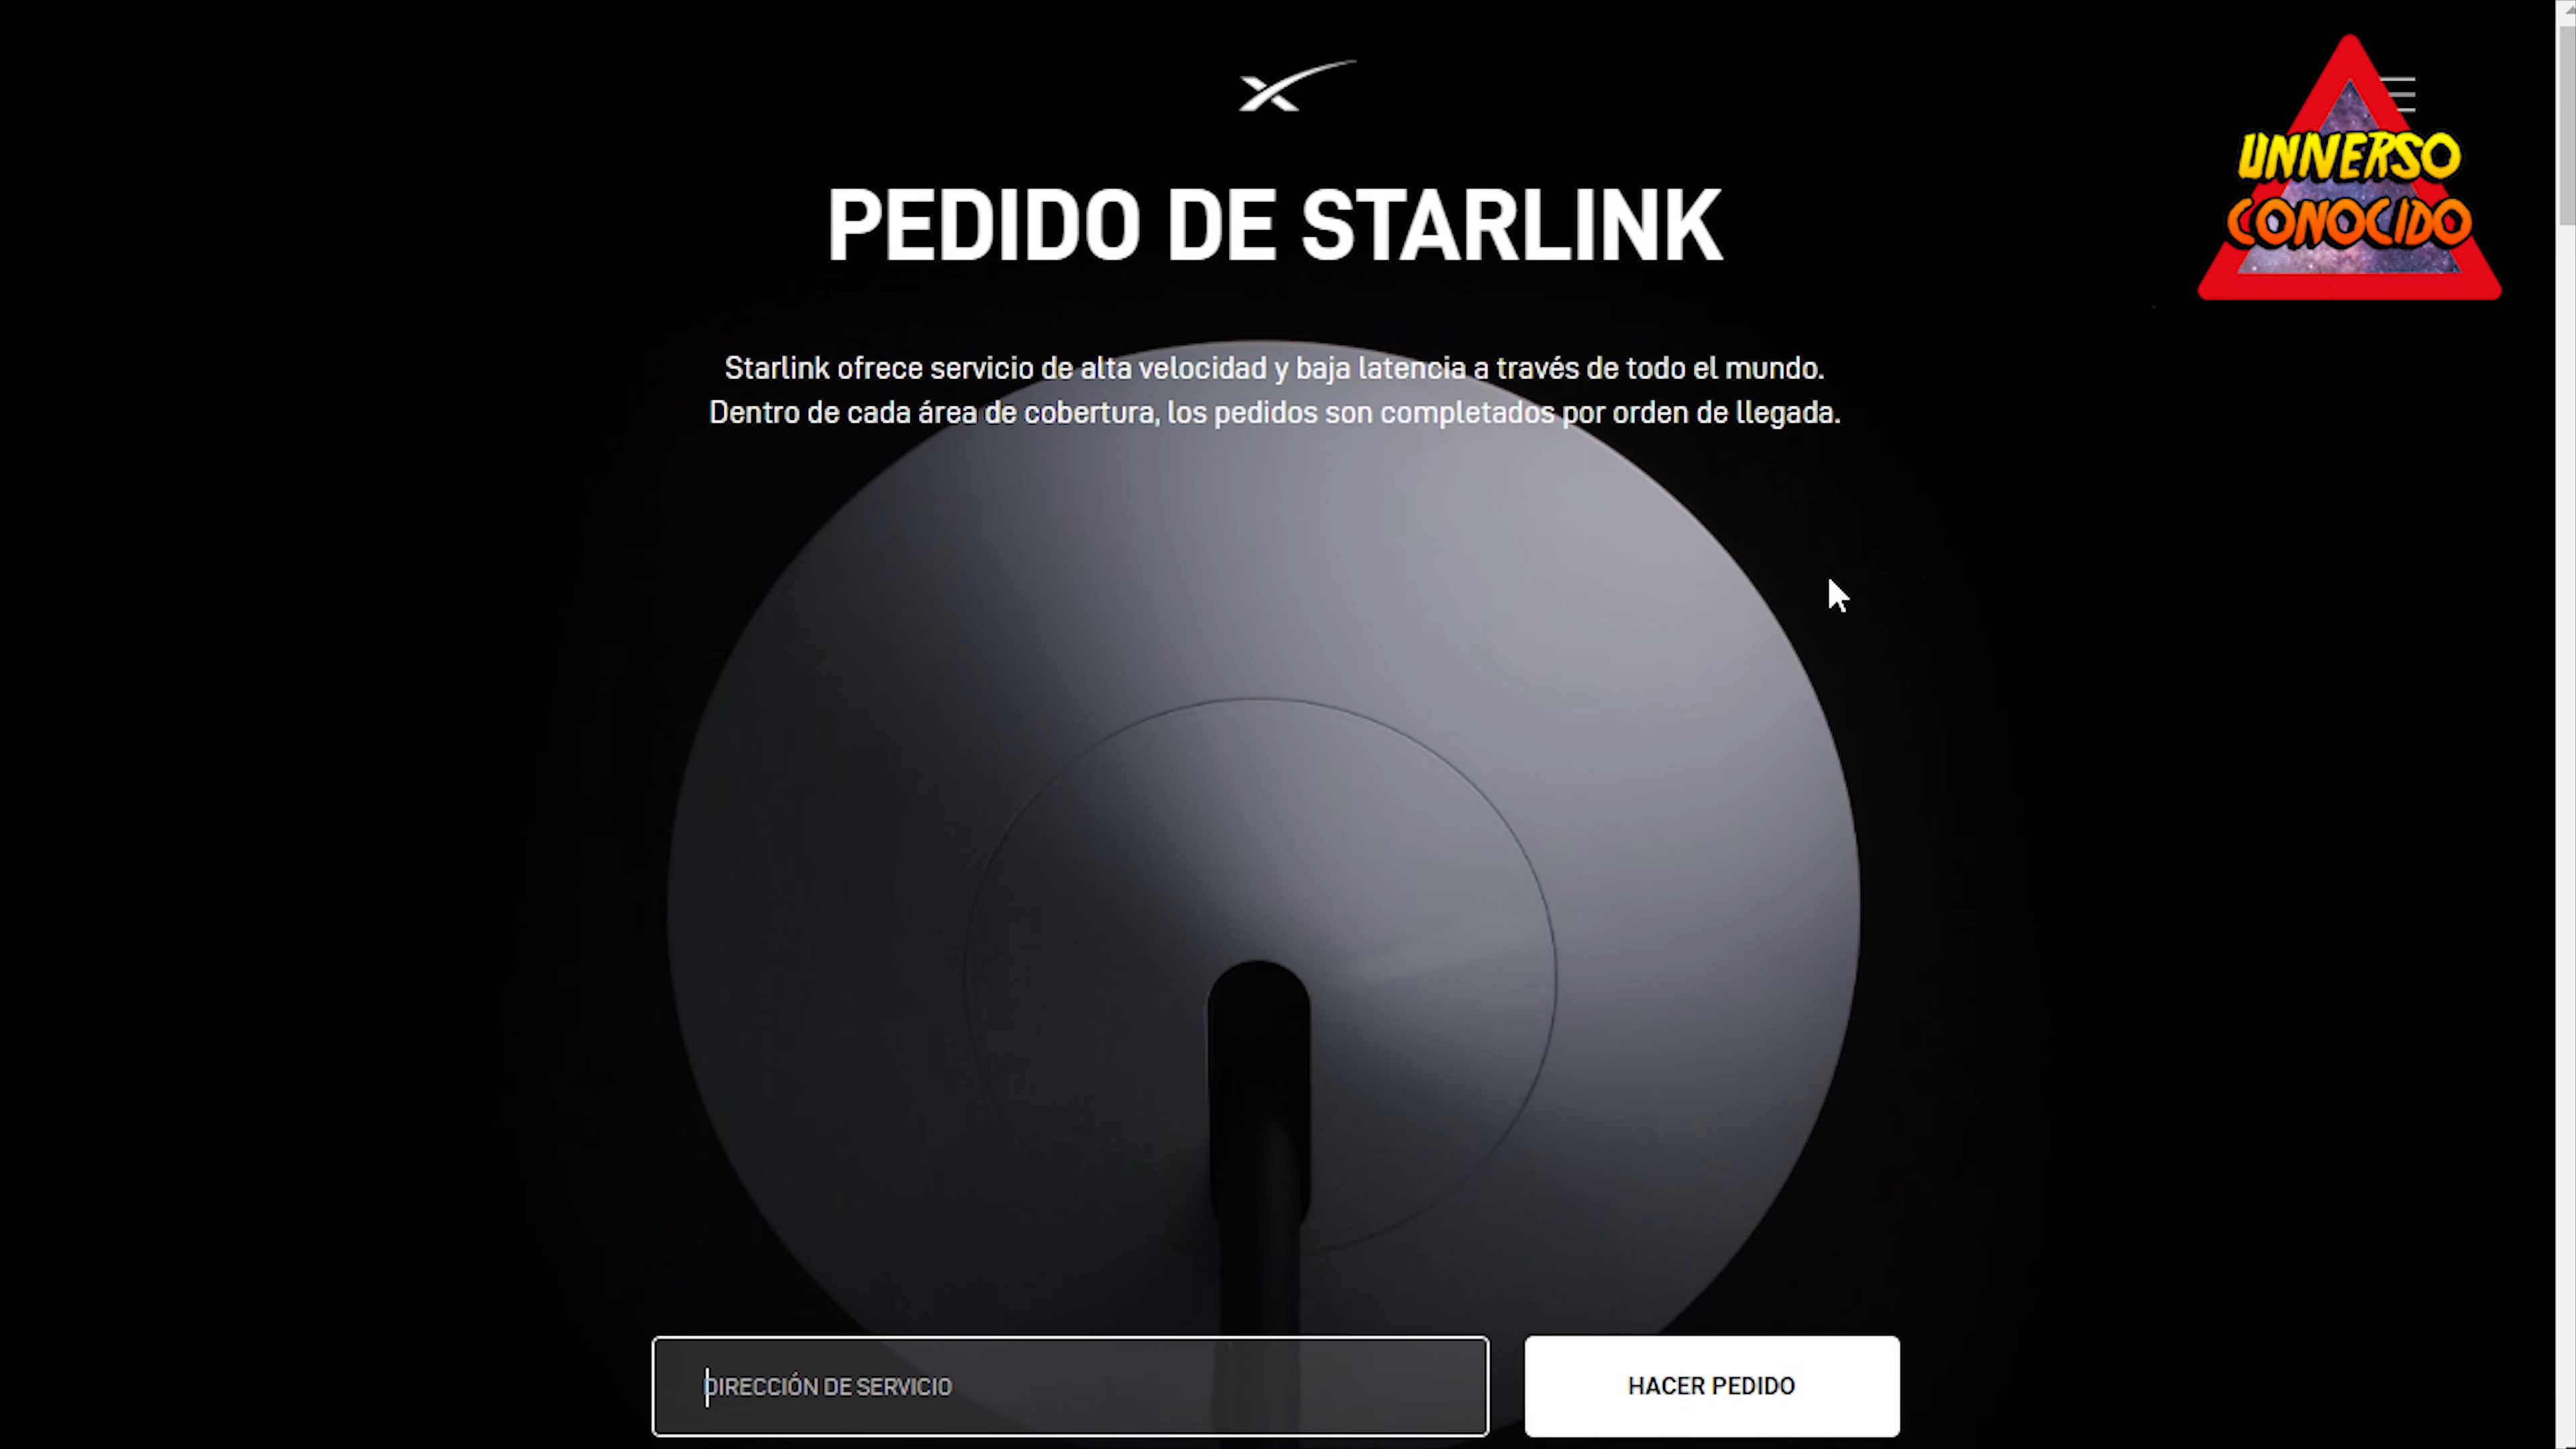 PEDIDO DE STARLINK
UNIVERSO
CONOCIDO
Starlink ofrece servicio de alta velocidad y baja latencia a través de todo el mundo.
Dentro de cada área de cobertura, los pedidos son completados por orden de llegada.
DIRECCIÓN DE SERVICIO
HACER PEDIDO